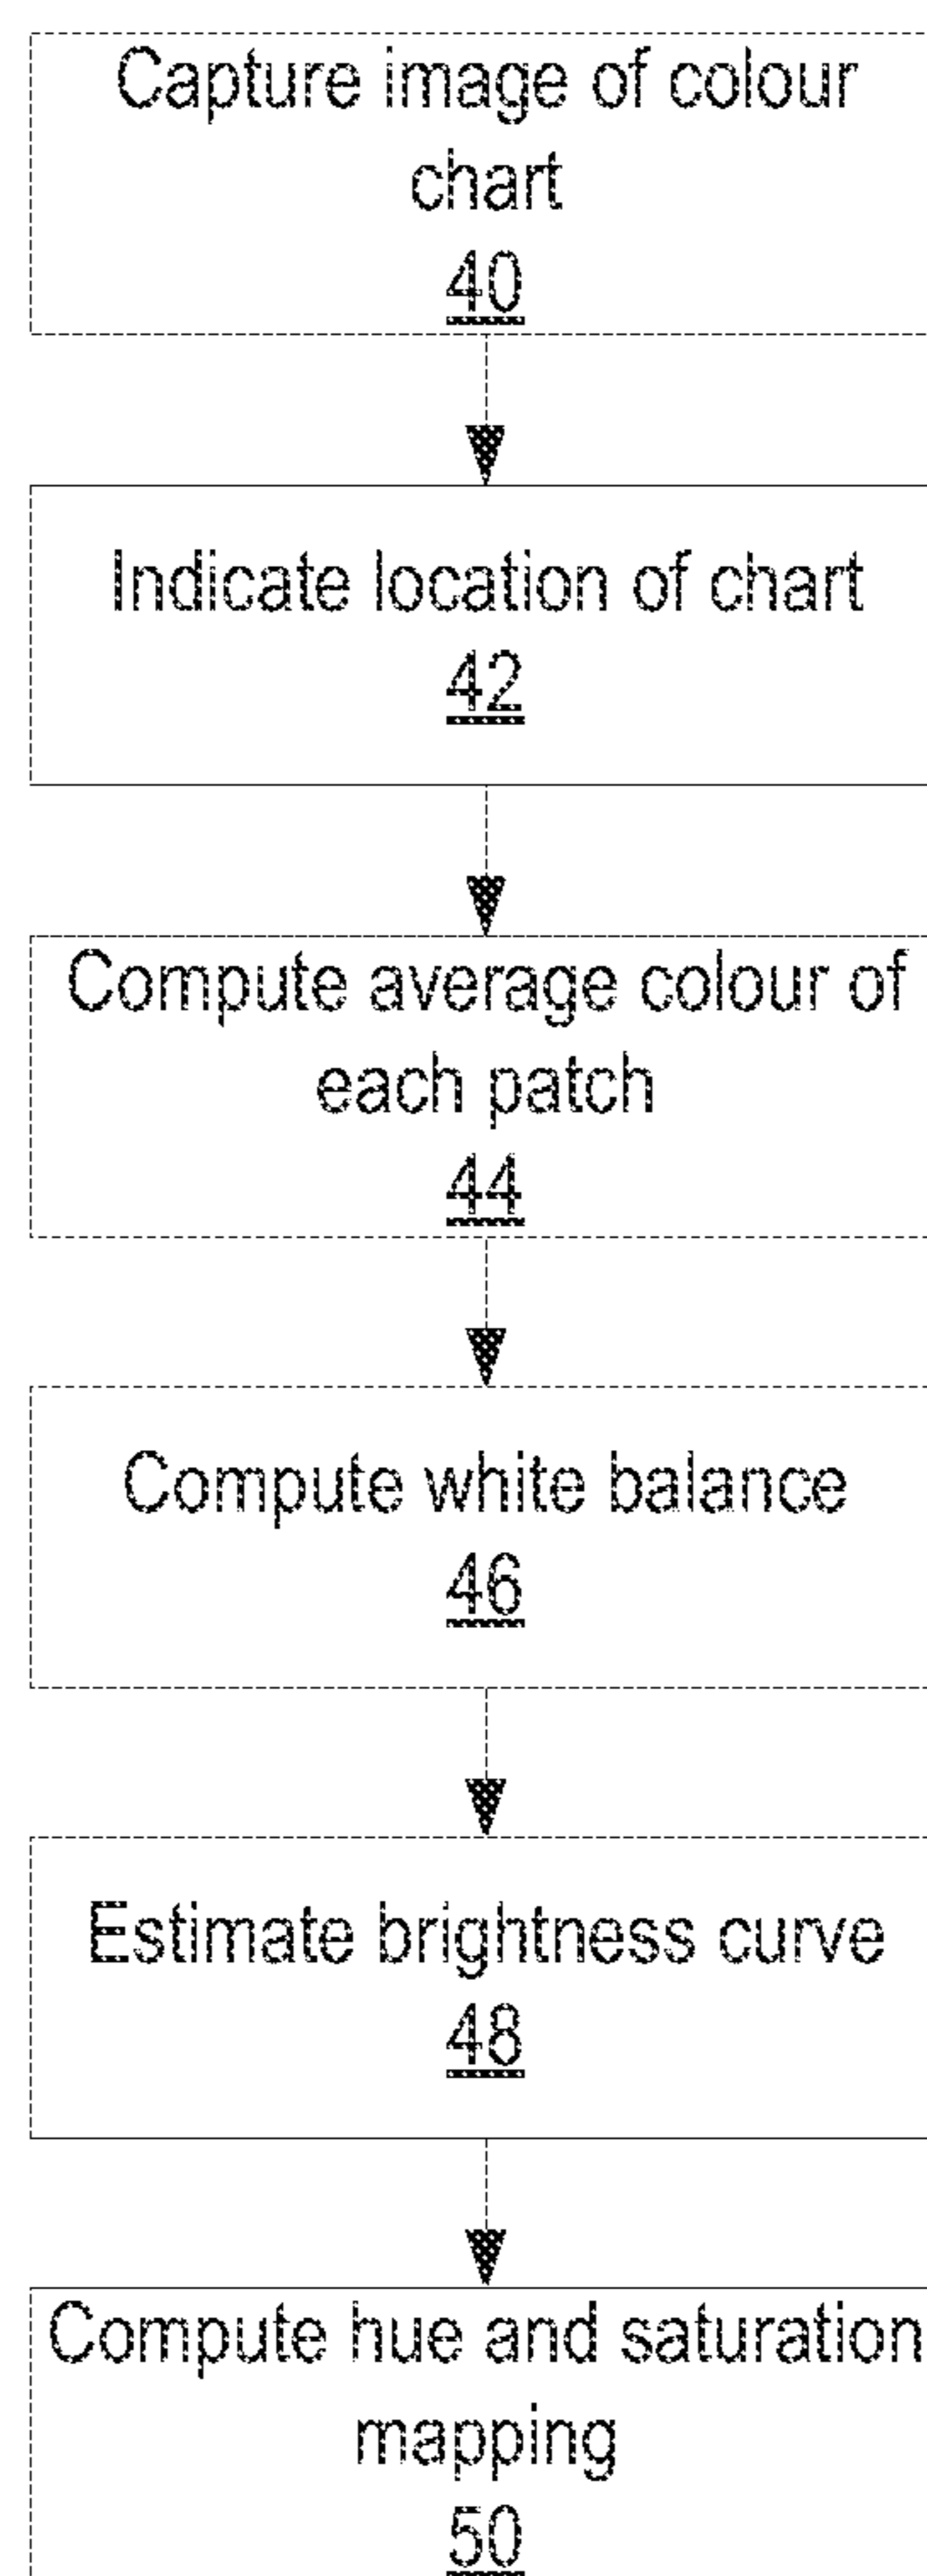 Capture image of colour
chart
40
Indicate location of chart
42
Compute average colour of
each patch
44
Compute white balance
46
Estimate brightness curve
48
Compute hue and saturation
mapping
50